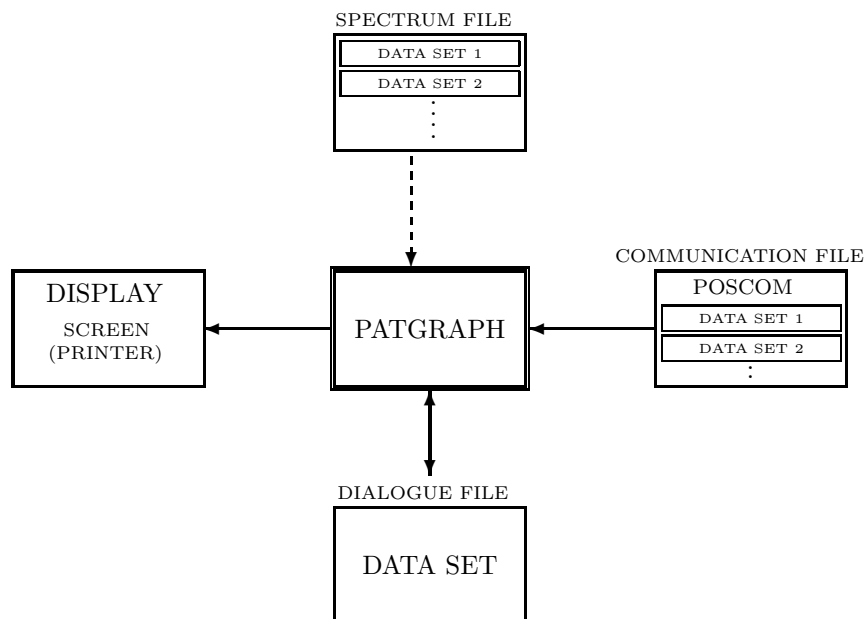 SPECTRUM FILE
DATA SET 1
DATA SET 2
COMMUNICATION FILE
DISPLAY
SCREEN
(PRINTER)
PATGRAPH
POSCOM
DATA SET 1
DATA SET 2
DIALOGUE FILE
DATA SET